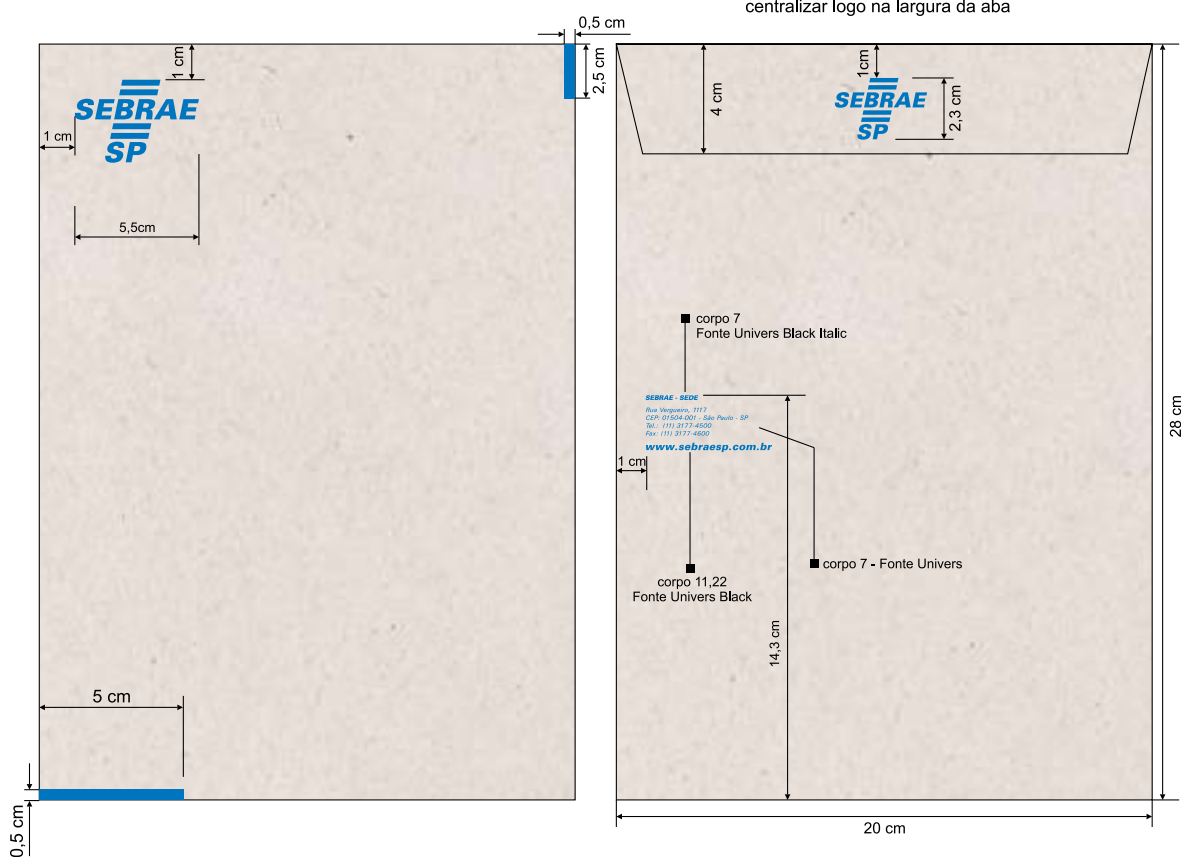 centralizar logo na largura da aba
0,5 cm
1 cm
2,5 cm
SEBRAE
SP
1 cm
5,5cm
5 cm
0,5 cm
1cm
4 cm
SEBRAE
SP
2,3 cm
corpo 7
Fonte Univers Black Italic
SEBRAE - SEDE
Rua Vergueiro, 1117
CEP: 01504-001 - São Paulo - SP
Tel.: (11) 3177-4500
Fax: (11) 3177-4600
www.sebraesp.com.br
1 cm
corpo 7 - Fonte Univers
corpo 11,22
Fonte Univers Black
14,3 cm
28 cm
20 cm